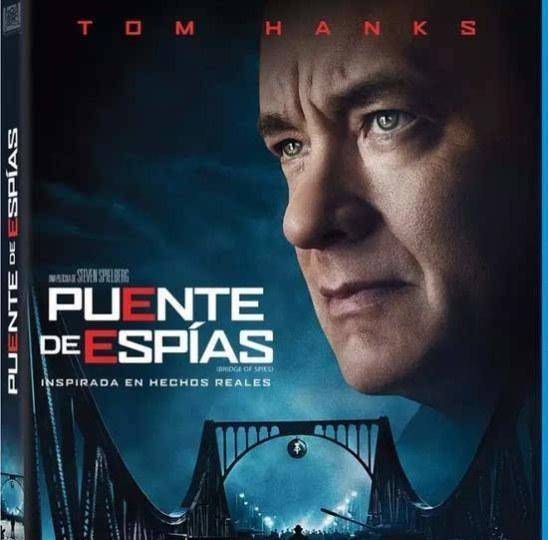 TOM HANKS
PUENTE DE ESPÍAS
UNA PELÍCULA DE STEVEN SPIELBERG
PUENTE
DE ESPÍAS
(BRIDGE OF SPIES)
INSPIRADA EN HECHOS REALES